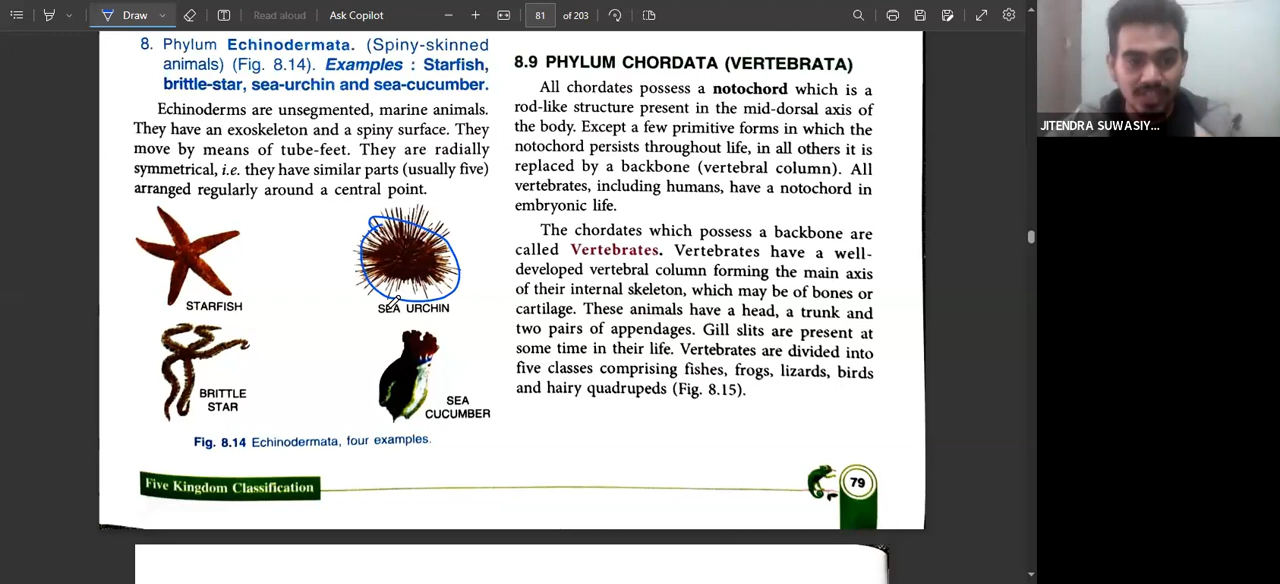 Draw
Read aloud
Ask Copilot
81
of 203
8. Phylum Echinodermata. (Spiny-skinned
animals) (Fig. 8.14). Examples : Starfish,
brittle-star, sea-urchin and sea-cucumber.
Echinoderms are unsegmented, marine animals.
They have an exoskeleton and a spiny surface. They
move by means of tube-feet. They are radially
symmetrical, i.e. they have similar parts (usually five)
arranged regularly around a central point.
STARFISH
SEA URCHIN
BRITTLE
STAR
SEA
CUCUMBER
Fig. 8.14 Echinodermata, four examples.
8.9 PHYLUM CHORDATA (VERTEBRATA)
All chordates possess a notochord which is a
rod-like structure present in the mid-dorsal axis of
the body. Except a few primitive forms in which the
notochord persists throughout life, in all others it is
replaced by a backbone (vertebral column). All
vertebrates, including humans, have a notochord in
embryonic life.
The chordates which possess a backbone are
called Vertebrates. Vertebrates have a well-
developed vertebral column forming the main axis
of their internal skeleton, which may be of bones or
cartilage. These animals have a head, a trunk and
two pairs of appendages. Gill slits are present at
some time in their life. Vertebrates are divided into
five classes comprising fishes, frogs, lizards, birds
and hairy quadrupeds (Fig. 8.15).
Five Kingdom Classification
79
JITENDRA SUWASIY...